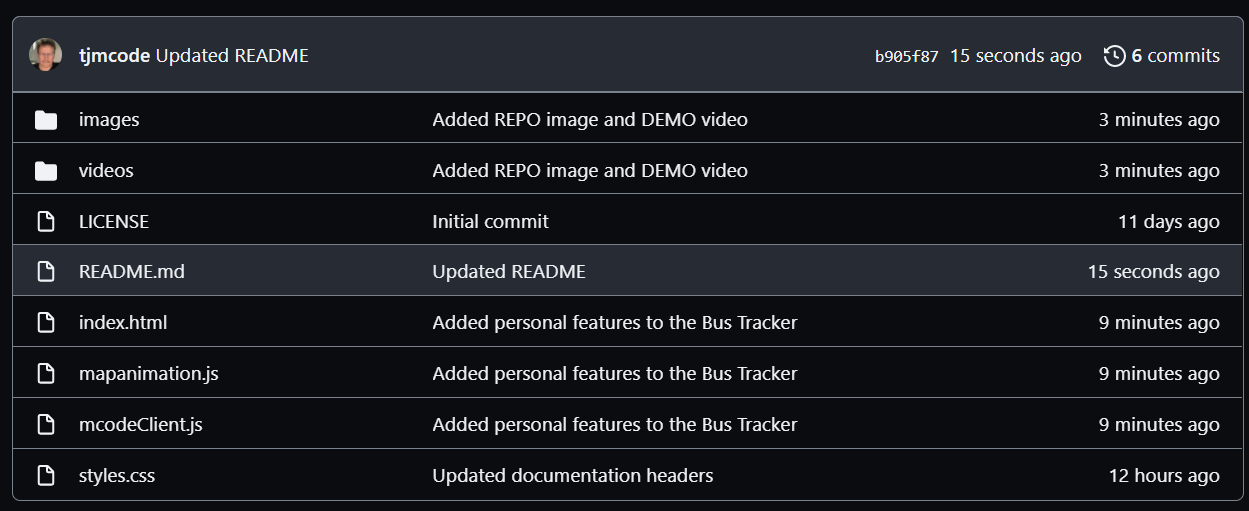 tjmcode Updated README b905f87 15 seconds ago 6 commits
images Added REPO image and DEMO video 3 minutes ago
videos Added REPO image and DEMO video 3 minutes ago
LICENSE Initial commit 11 days ago
README.md Updated README 15 seconds ago
index.html Added personal features to the Bus Tracker 9 minutes ago
mapanimation.js Added personal features to the Bus Tracker 9 minutes ago
mcodeClient.js Added personal features to the Bus Tracker 9 minutes ago
styles.css Updated documentation headers 12 hours ago